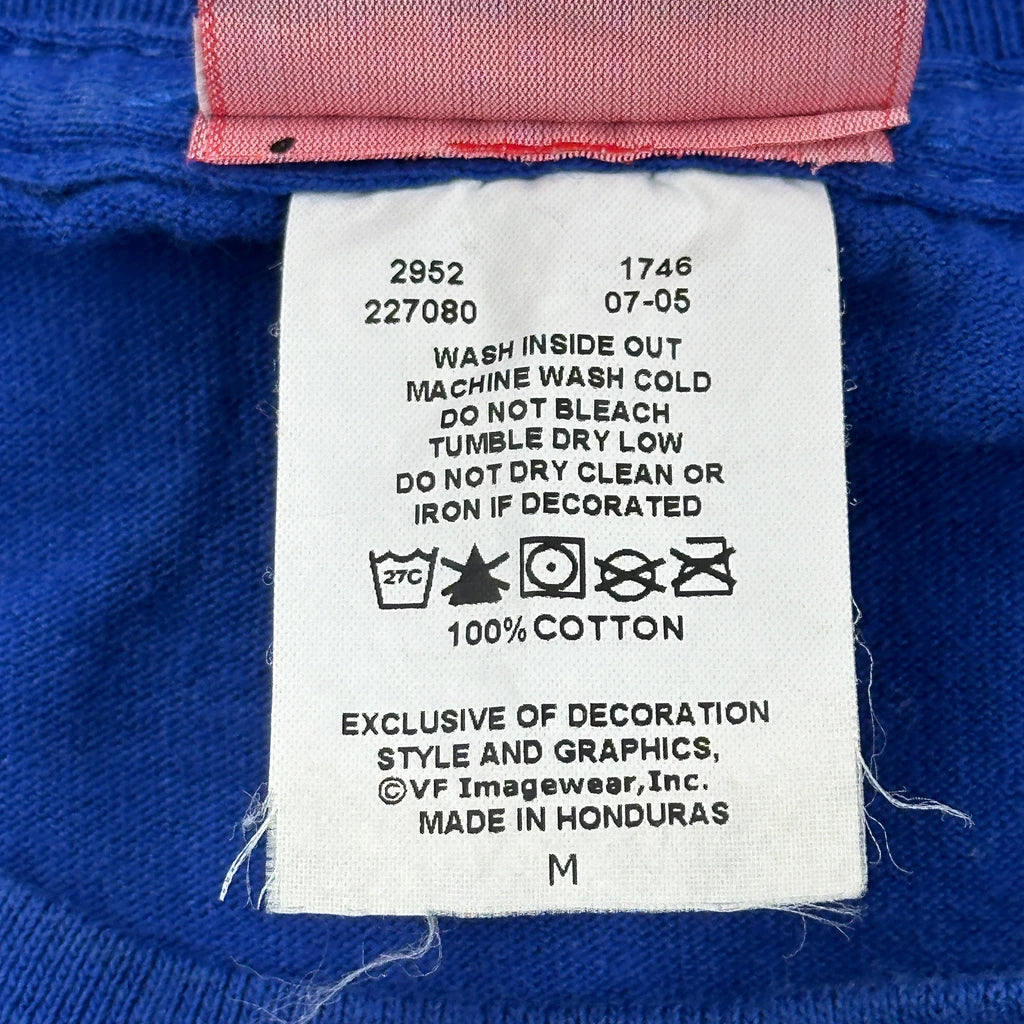 2952 1746
227080 07-05
WASH INSIDE OUT
MACHINE WASH COLD
DO NOT BLEACH
TUMBLE DRY LOW
DO NOT DRY CLEAN OR
IRON IF DECORATED
27C
100% COTTON
EXCLUSIVE OF DECORATION
STYLE AND GRAPHICS,
©VF Imagewear,Inc.
MADE IN HONDURAS
M